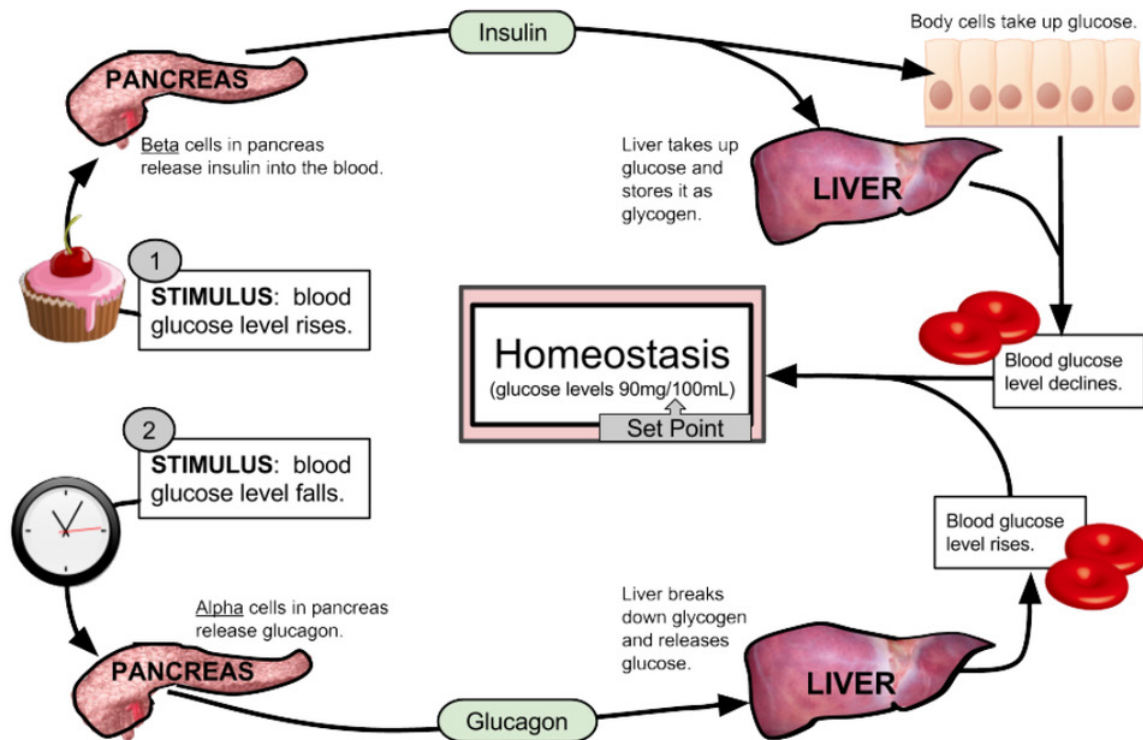 Insulin
Body cells take up glucose.
PANCREAS
Beta cells in pancreas
release insulin into the blood.
Liver takes up
glucose and
stores it as
glycogen.
LIVER
1
STIMULUS: blood
glucose level rises.
Homeostasis
(glucose levels 90mg/100mL)
Set Point
Blood glucose
level declines.
2
STIMULUS: blood
glucose level falls.
Blood glucose
level rises.
Alpha cells in pancreas
release glucagon.
Liver breaks
down glycogen
and releases
glucose.
PANCREAS
LIVER
Glucagon